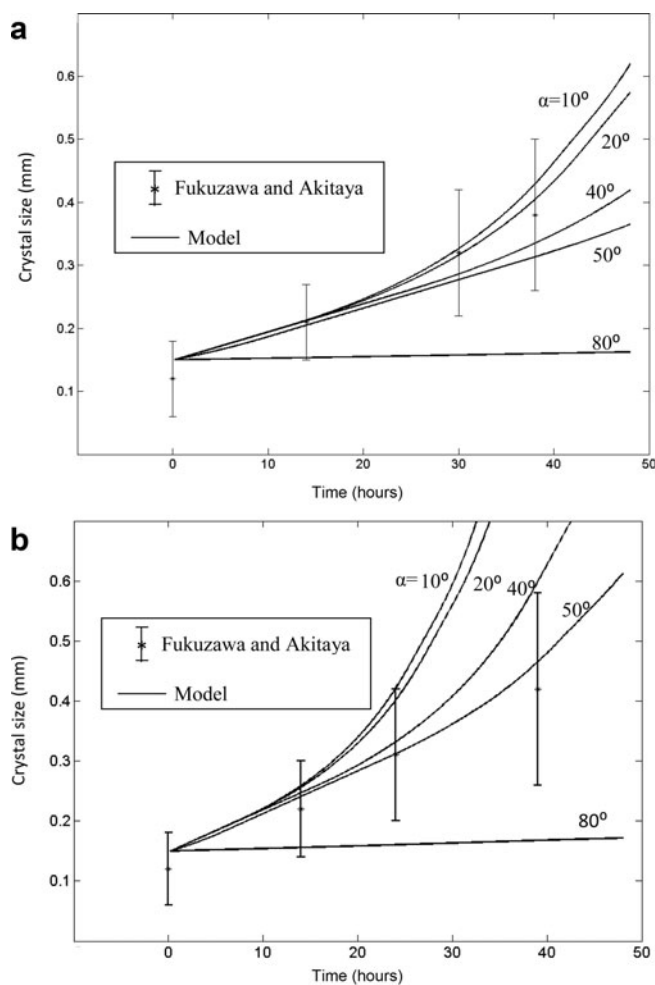 a
0.6
0.5
0.4
0.3
0.2
0.1
Crystal size (mm)
Fukuzawa and Akitaya
Model
α=10º
20º
40º
50º
80º
0
10
20
30
40
50
Time (hours)
b
0.6
0.5
0.4
0.3
0.2
0.1
Crystal size (mm)
Fukuzawa and Akitaya
Model
α=10º
20º
40º
50º
80º
0
10
20
30
40
50
Time (hours)